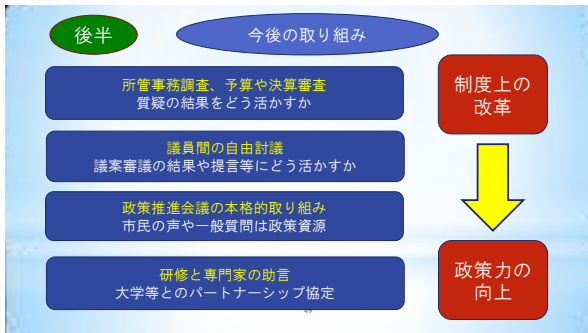 後半
今後の取り組み
所管事務調査、予算や決算審査
質疑の結果をどう活かすか
議員間の自由討議
議案審議の結果や提言等にどう活かすか
政策推進会議の本格的取り組み
市民の声や一般質問は政策資源
研修と専門家の助言
大学等とのパートナーシップ協定
制度上の
改革
政策力の
向上
49